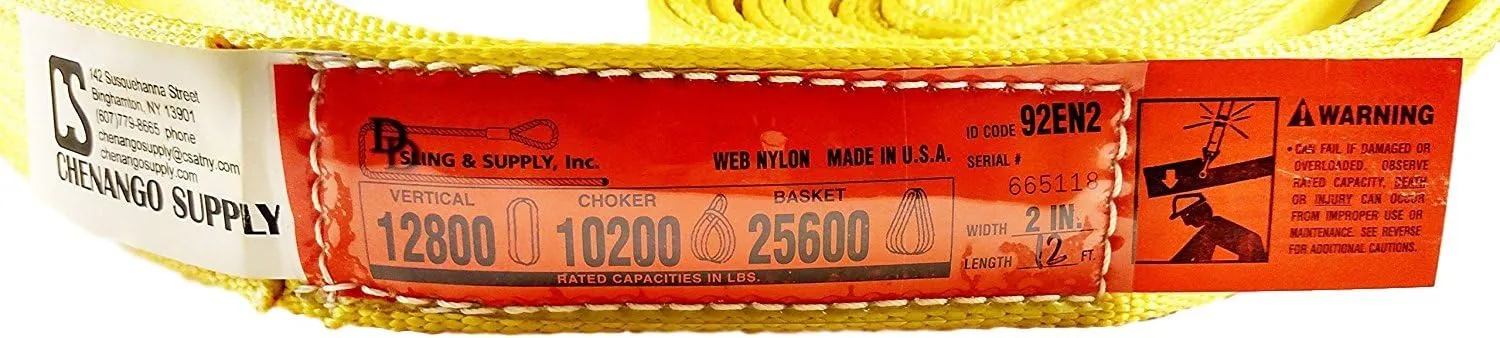 CS
142 Susquehanna Street
Binghamton, NY 13901
(607)779-8665 phone
chenangosupply@csatny.com
chenangosupply.com
CHENANGO SUPPLY
DD
SLING & SUPPLY, Inc.
WEB NYLON MADE IN U.S.A.
ID CODE 92EN2
SERIAL #
665118
VERTICAL
12800
CHOKER
10200
BASKET
25600
RATED CAPACITIES IN LBS.
WIDTH 2 IN.
LENGTH 12 FT.
WARNING
• CAN FAIL IF DAMAGED OR
OVERLOADED. OBSERVE
RATED CAPACITY, DEATH
OR INJURY CAN OCCUR
FROM IMPROPER USE OR
MAINTENANCE. SEE REVERSE
FOR ADDITIONAL CAUTIONS.